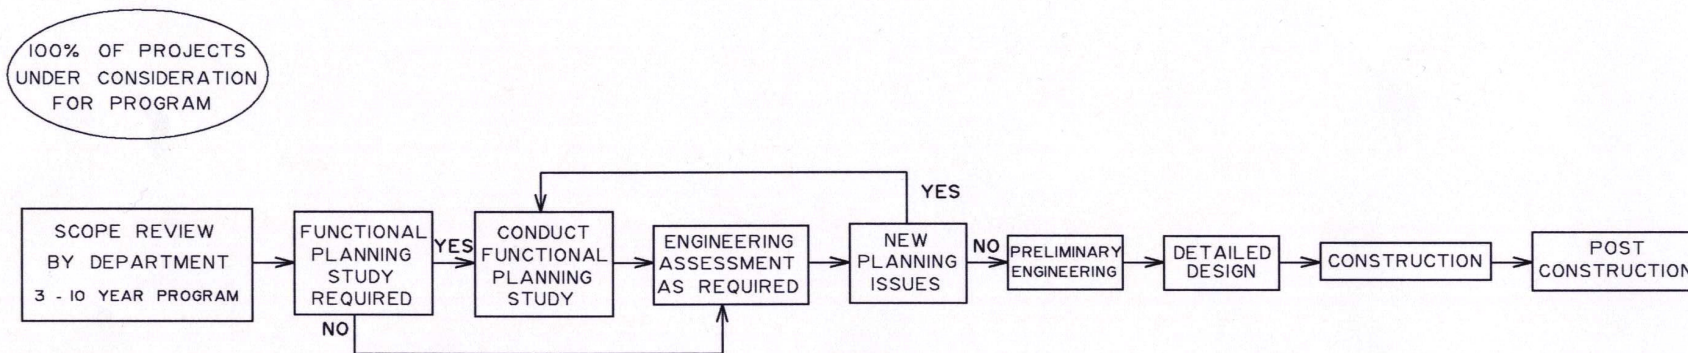 100% OF PROJECTS
UNDER CONSIDERATION
FOR PROGRAM
SCOPE REVIEW
BY DEPARTMENT
3 - 10 YEAR PROGRAM
FUNCTIONAL
PLANNING
STUDY
REQUIRED
YES
NO
CONDUCT
FUNCTIONAL
PLANNING
STUDY
ENGINEERING
ASSESSMENT
AS REQUIRED
NEW
PLANNING
ISSUES
YES
NO
PRELIMINARY
ENGINEERING
DETAILED
DESIGN
CONSTRUCTION
POST
CONSTRUCTION